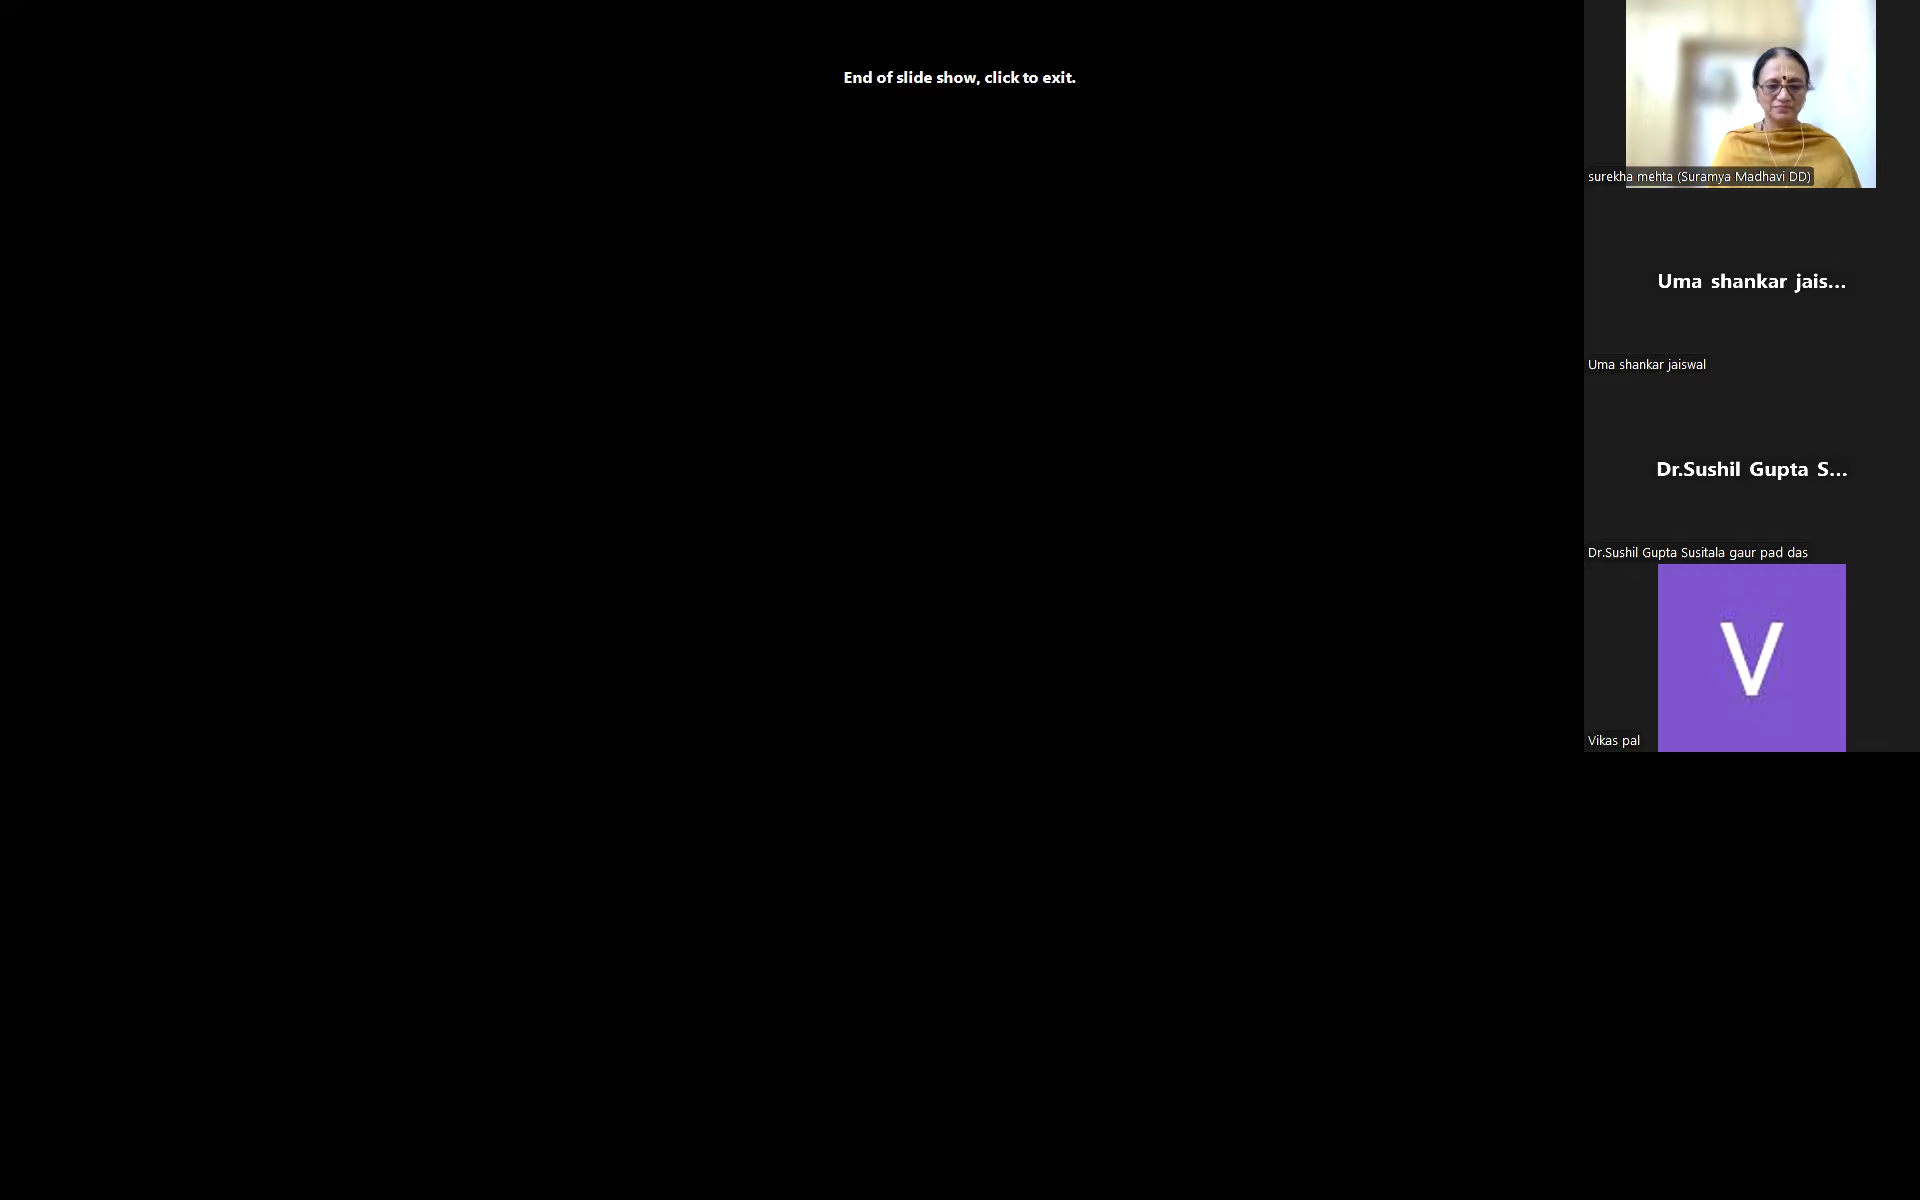 End of slide show, click to exit.
surekha mehta (Suramya Madhavi DD)
Uma shankar jais...
Uma shankar jaiswal
Dr.Sushil Gupta S...
Dr.Sushil Gupta Susitala gaur pad das
V
Vikas pal